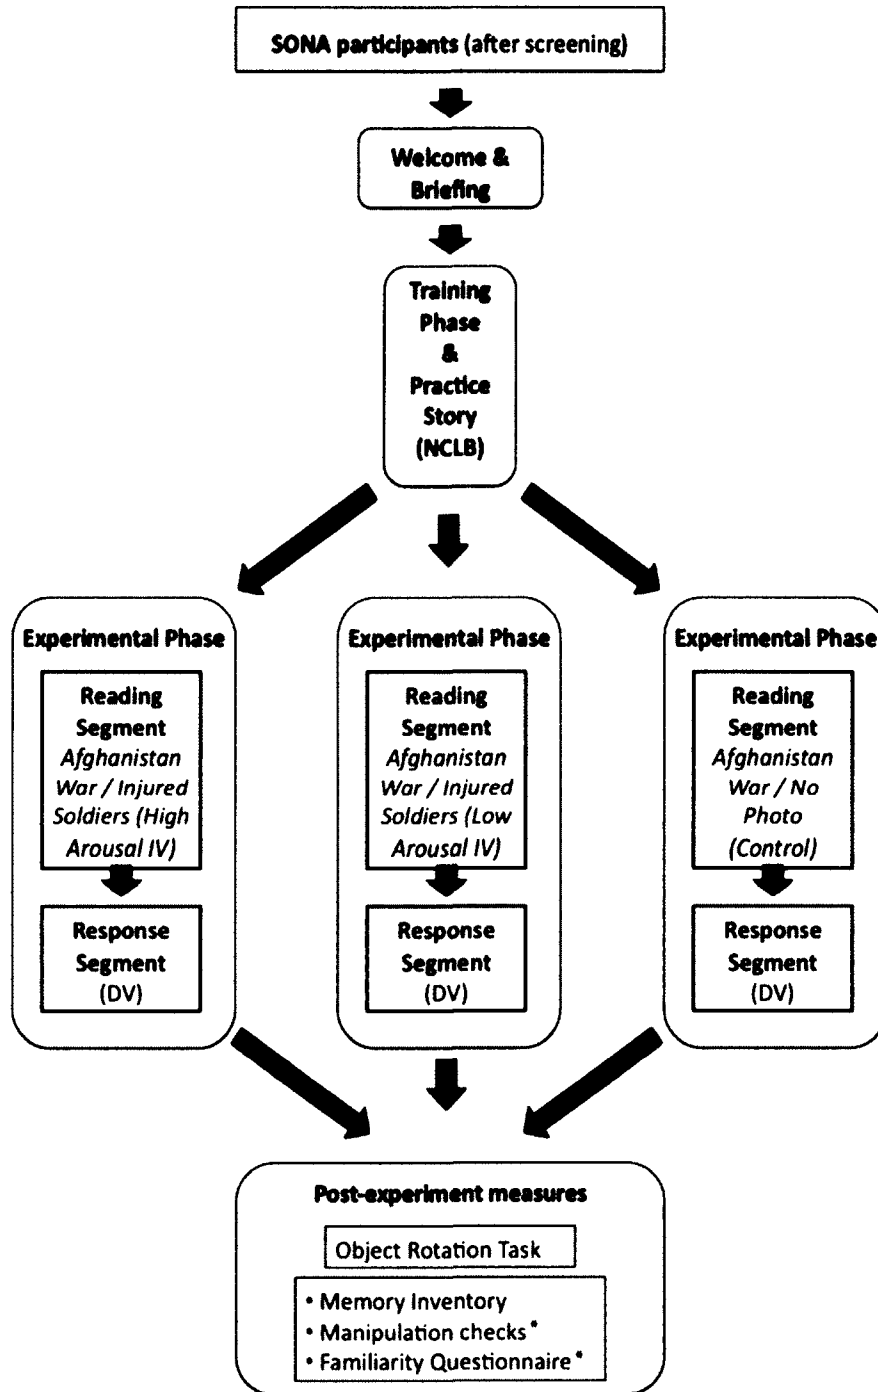 SONA participants (after screening)
Welcome &
Briefing
Training
Phase
&
Practice
Story
(NCLB)
Experimental Phase
Reading
Segment
Afghanistan
War / Injured
Soldiers (High
Arousal IV)
Response
Segment
(DV)
Experimental Phase
Reading
Segment
Afghanistan
War / Injured
Soldiers (Low
Arousal IV)
Response
Segment
(DV)
Experimental Phase
Reading
Segment
Afghanistan
War / No
Photo
(Control)
Response
Segment
(DV)
Post-experiment measures
Object Rotation Task
• Memory Inventory
• Manipulation checks*
• Familiarity Questionnaire*